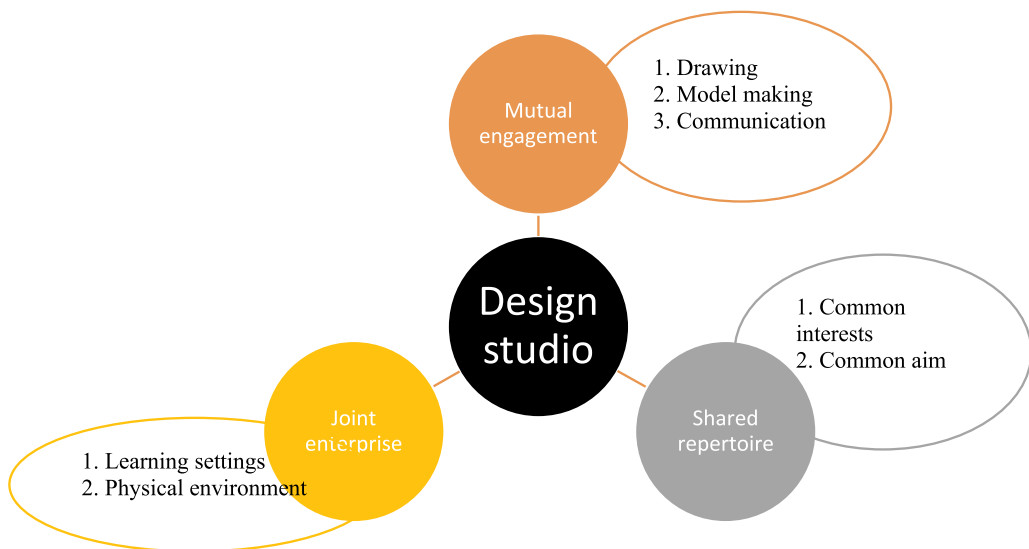 Mutual
engagement
1. Drawing
2. Model making
3. Communication
Design
studio
1. Common
interests
2. Common aim
Joint
enterprise
1. Learning settings
2. Physical environment
Shared
repertoire